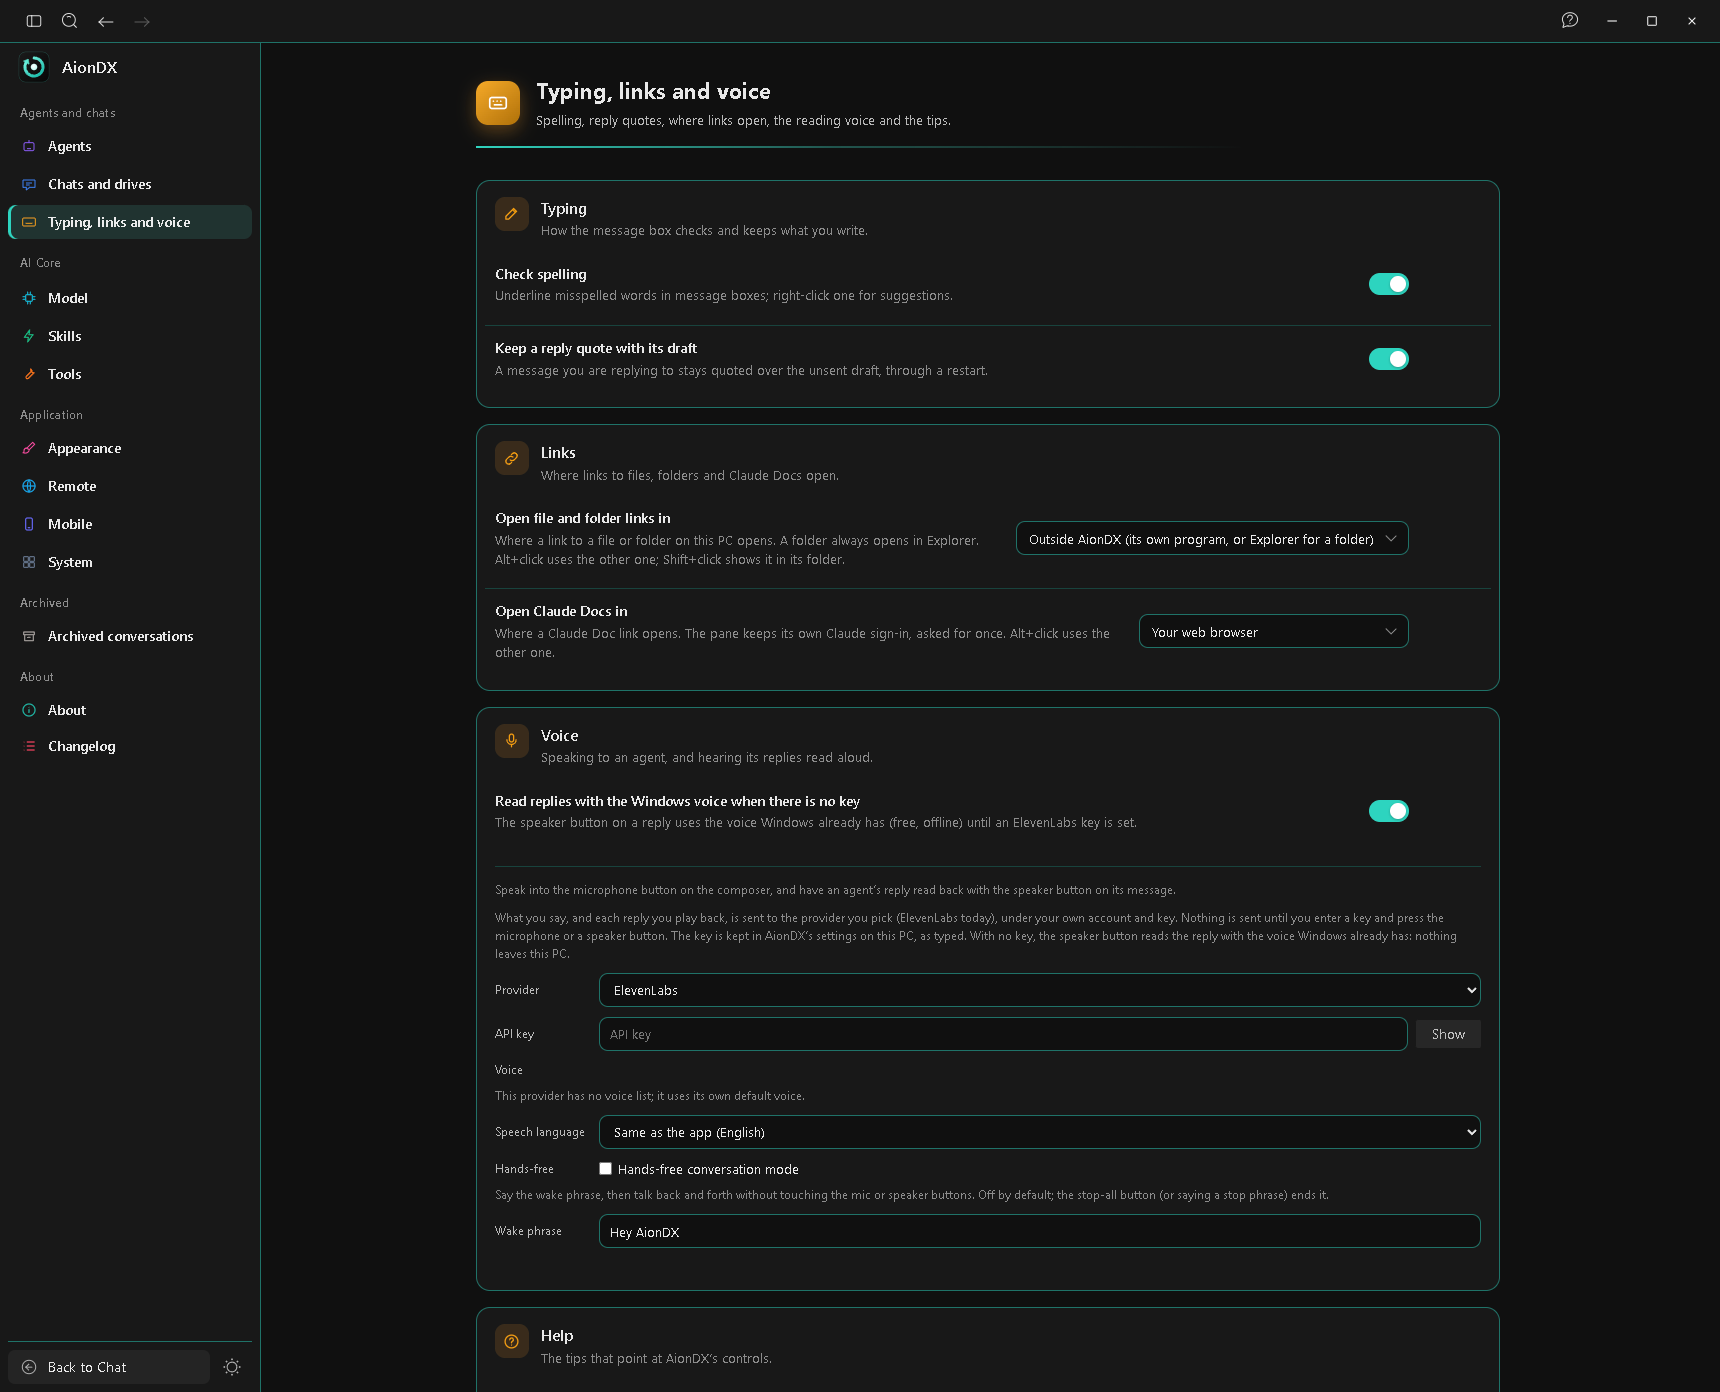 AionDX
Agents and chats
Agents
Chats and drives
Typing, links and voice
AI Core
Model
Skills
Tools
Application
Appearance
Remote
Mobile
System
Archived
Archived conversations
About
About
Changelog
Back to Chat
Typing, links and voice
Spelling, reply quotes, where links open, the reading voice and the tips.
Typing
How the message box checks and keeps what you write.
Check spelling
Underline misspelled words in message boxes; right-click one for suggestions.
Keep a reply quote with its draft
A message you are replying to stays quoted over the unsent draft, through a restart.
Links
Where links to files, folders and Claude Docs open.
Open file and folder links in
Where a link to a file or folder on this PC opens. A folder always opens in Explorer.
Alt+click uses the other one; Shift+click shows it in its folder.
Outside AionDX (its own program, or Explorer for a folder)
Open Claude Docs in
Where a Claude Doc link opens. The pane keeps its own Claude sign-in, asked for once. Alt+click uses the
other one.
Your web browser
Voice
Speaking to an agent, and hearing its replies read aloud.
Read replies with the Windows voice when there is no key
The speaker button on a reply uses the voice Windows already has (free, offline) until an ElevenLabs key is set.
Speak into the microphone button on the composer, and have an agent's reply read back with the speaker button on its message.
What you say, and each reply you play back, is sent to the provider you pick (ElevenLabs today), under your own account and key. Nothing is sent until you enter a key and press the
microphone or a speaker button. The key is kept in AionDX's settings on this PC, as typed. With no key, the speaker button reads the reply with the voice Windows already has: nothing
leaves this PC.
Provider
ElevenLabs
API key
API key
Show
Voice
This provider has no voice list; it uses its own default voice.
Speech language
Same as the app (English)
Hands-free
Hands-free conversation mode
Say the wake phrase, then talk back and forth without touching the mic or speaker buttons. Off by default; the stop-all button (or saying a stop phrase) ends it.
Wake phrase
Hey AionDX
Help
The tips that point at AionDX's controls.